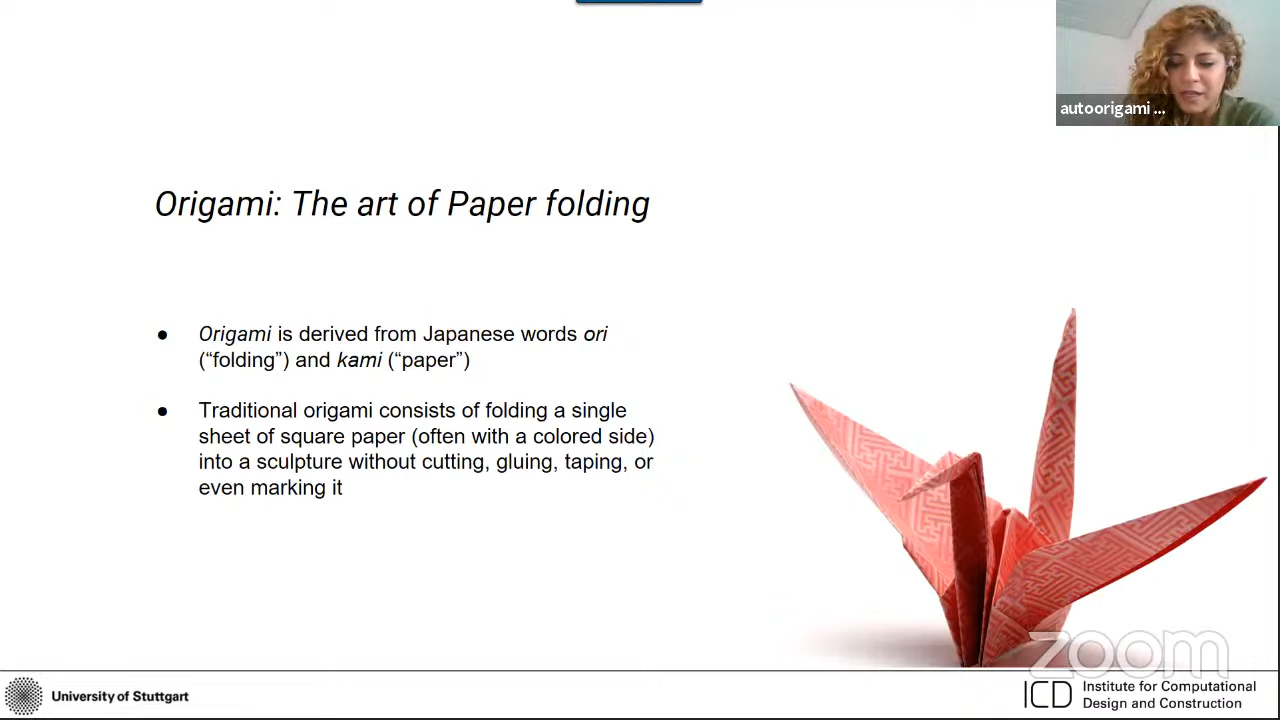 autoorigami ...
Origami: The art of Paper folding
● Origami is derived from Japanese words ori
(“folding”) and kami (“paper”)
● Traditional origami consists of folding a single
sheet of square paper (often with a colored side)
into a sculpture without cutting, gluing, taping, or
even marking it
zoom
University of Stuttgart
ICD
Institute for Computational
Design and Construction